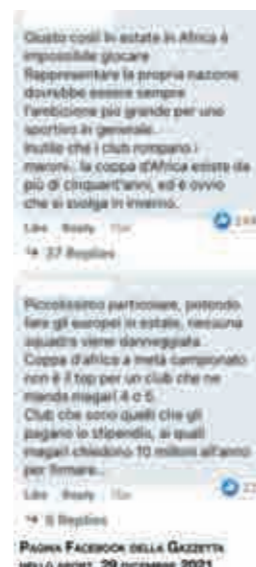 Giusto così! In estate in Africa è
impossibile giocare
Rappresentare la propria nazione
dovrebbe essere sempre
l'ambizione più grande per uno
sportivo in generale.
Inutile che i club rompano i
maroni.. la coppa d'Africa esiste da
più di cinquant'anni, ed è ovvio
che si svolga in inverno.
Like Reply
37 Replies
Piccolissimo particolare, potendo
fare gli europei in estate, nessuna
squadra viene danneggiata
Coppa d'africa a metà campionato
non è il top per un club che ne
manda magari 4 o 5
Club che sono quelli che gli
pagano lo stipendio, ai quali
magari chiedono 10 milioni all'anno
per firmare...
Like Reply
Replies
PAGINA FACEBOOK DELLA GAZZETTA
DELLO SPORT, 29 DICEMBRE 2021